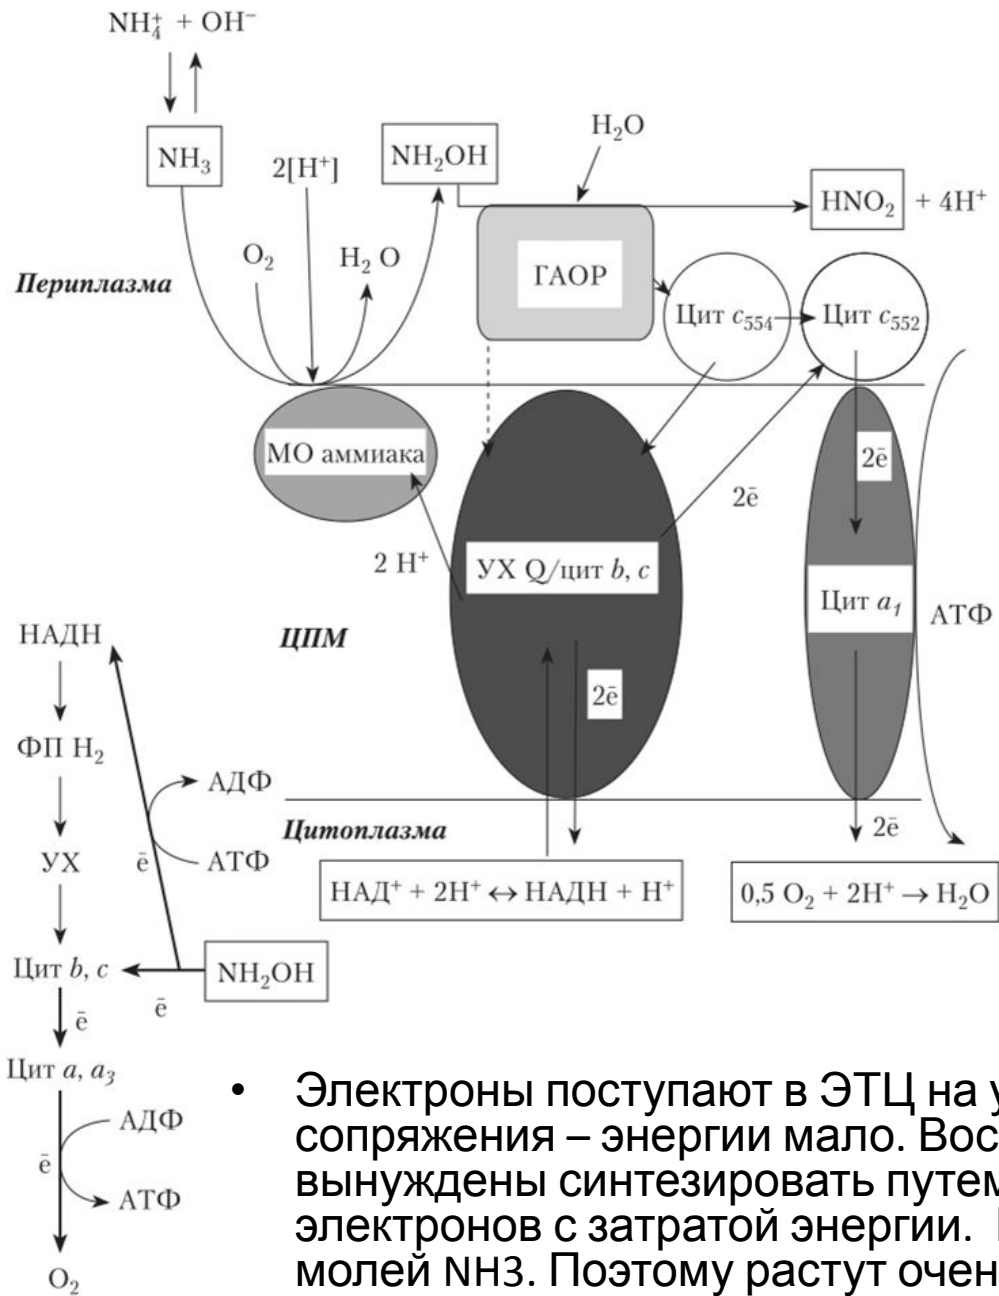 NH₄⁺ + OH⁻
NH₃
2[H⁺]
NH₂OH
H₂O
HNO₂ + 4H⁺
O₂
H₂ O
Периплазма
ГАОР
Цит c₅₅₄
Цит c₅₅₂
МО аммиака
2ē
2ē
2 H⁺
УХ Q/цит b, c
Цит a₁
АТФ
НАДН
ЦПМ
2ē
ФП H₂
АДФ
Цитоплазма
2ē
УХ
ē
АТФ
НАД⁺ + 2H⁺ ↔ НАДН + H⁺
0,5 O₂ + 2H⁺ → H₂O
Цит b, c
NH₂OH
ē
ē
Цит a, a₃
АДФ
ē
АТФ
O₂
• Электроны поступают в ЭТЦ на
сопряжения – энергии мало.
вынуждены синтезировать
электронов с затратой энергии.
молей NH3. Поэтому растут